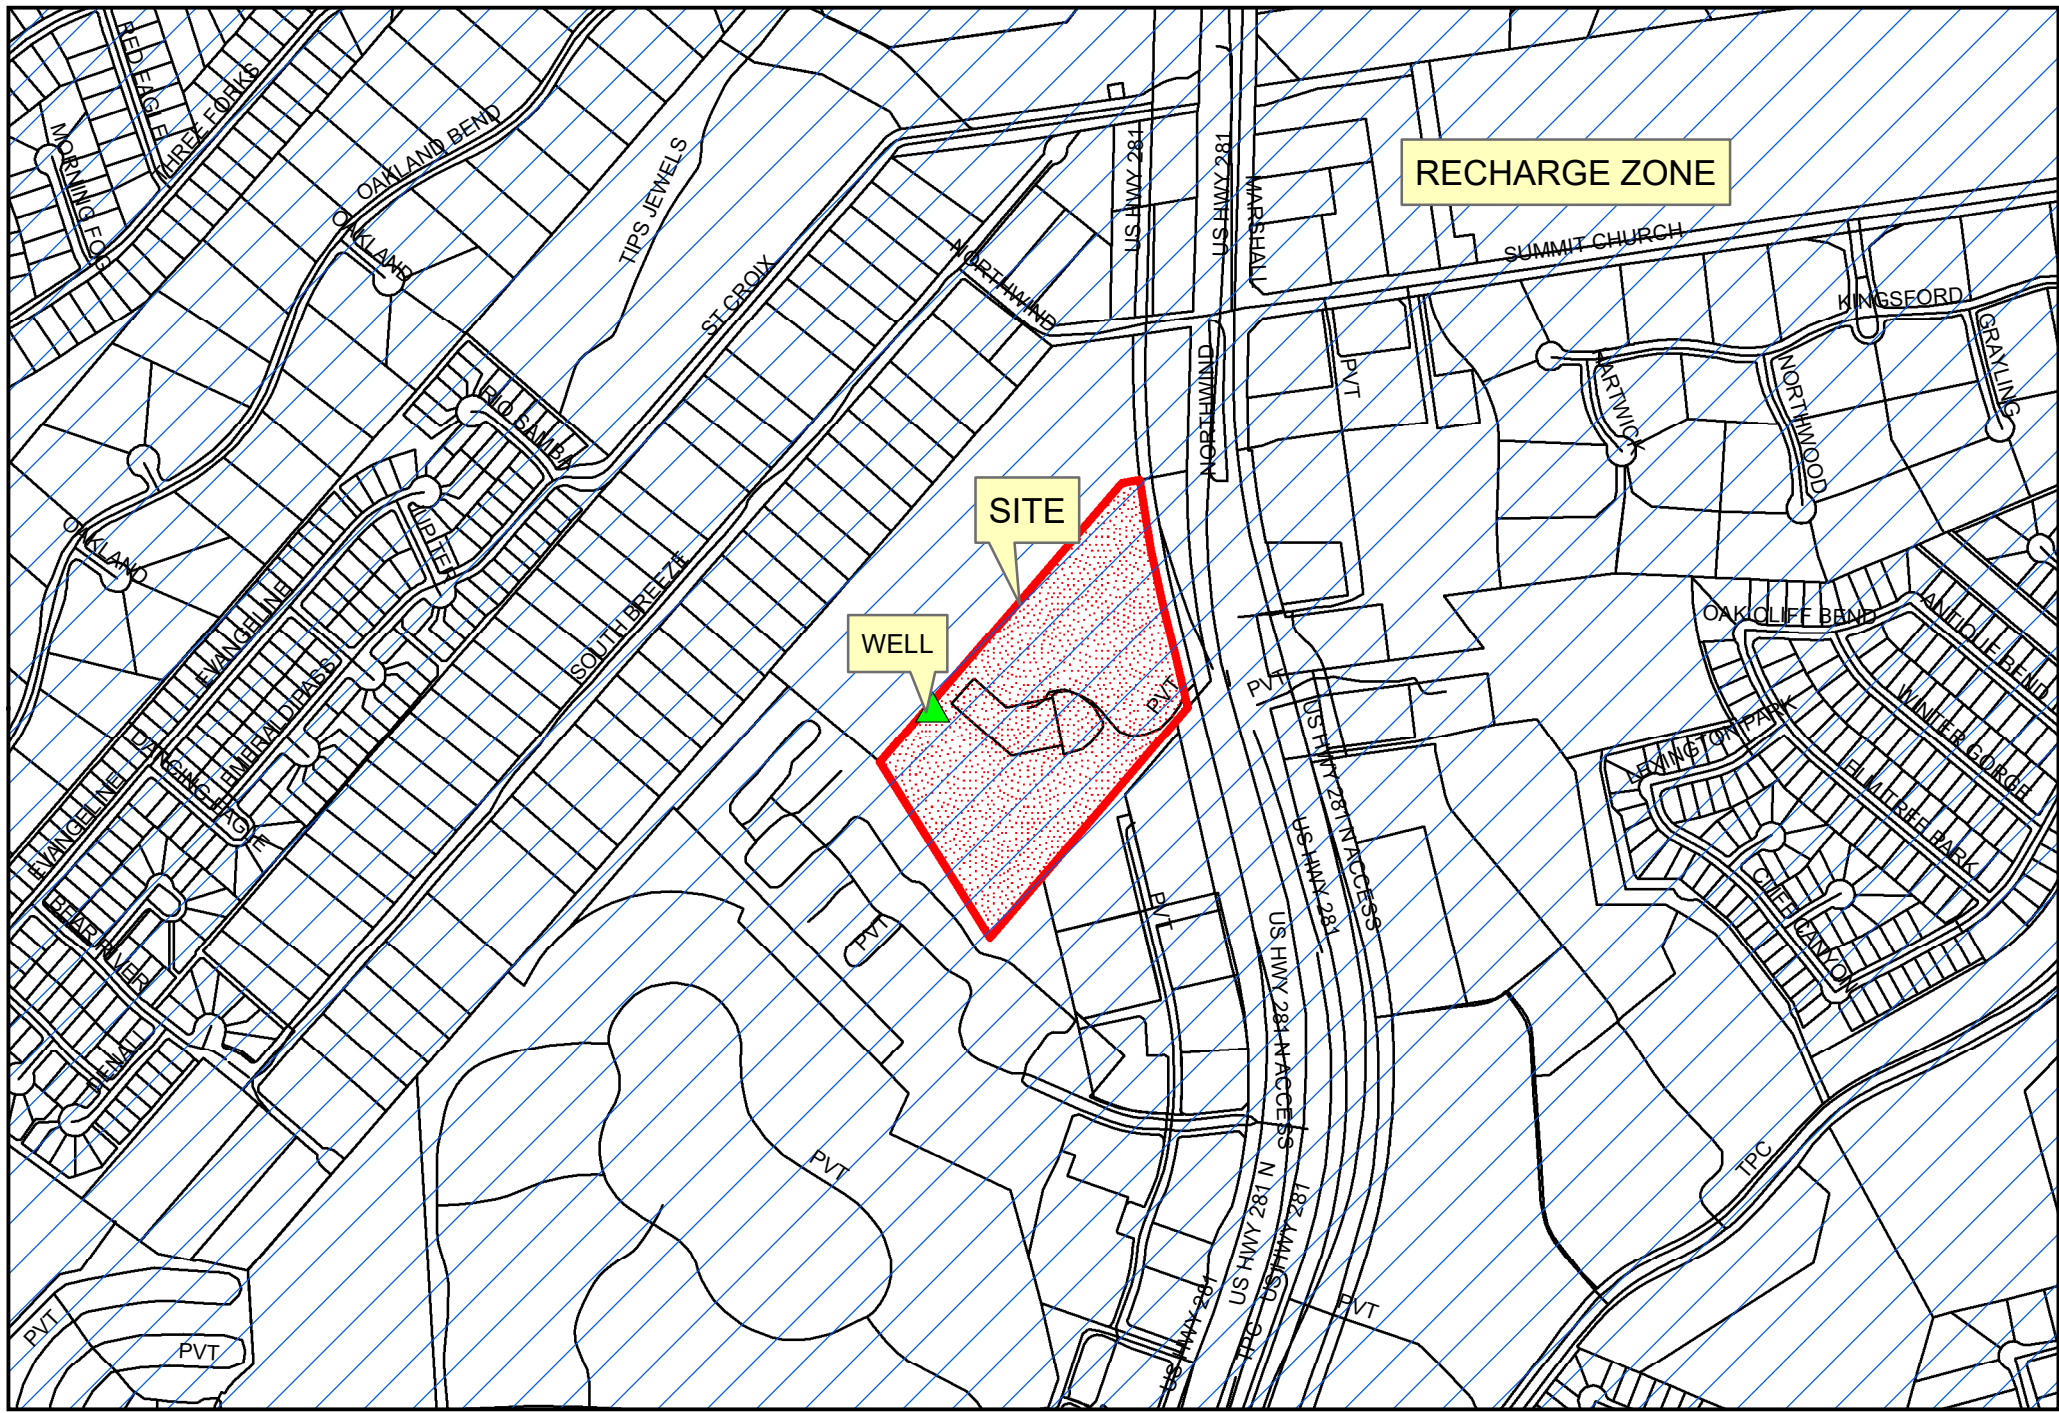 RED EAGLE
THREE FORKS
MORNING FOG
OAKLAND BEND
OAKLAND
TIPS JEWELS
ST CROIX
NORTHWIND
US HWY 281
US HWY 281
MARSHALL
RECHARGE ZONE
SUMMIT CHURCH
KINGSFORD
GRAYLING
HARTWICK
NORTHWOOD
PVT
NORTHWIND
RIO SAMBA
JUPITER
OAKLAND
SITE
WELL
SOUTH BREEZE
EVANGELINE
EMERALD PASS
DANCING EAGLE
EVANGELINE
BEAR RIVER
DENALI
OAK CLIFF BEND
ANTIQUE BEND
WINTER GORGE
LEXINGTON PARK
ELM TREE PARK
CLIFF CANYON
PVT
PVT
US HWY 281 N ACCESS
US HWY 281
PVT
PVT
US HWY 281 N ACCESS
PVT
TPC
US HWY 281 N
US HWY 281
US HWY 281
TPC
PVT
PVT
PVT